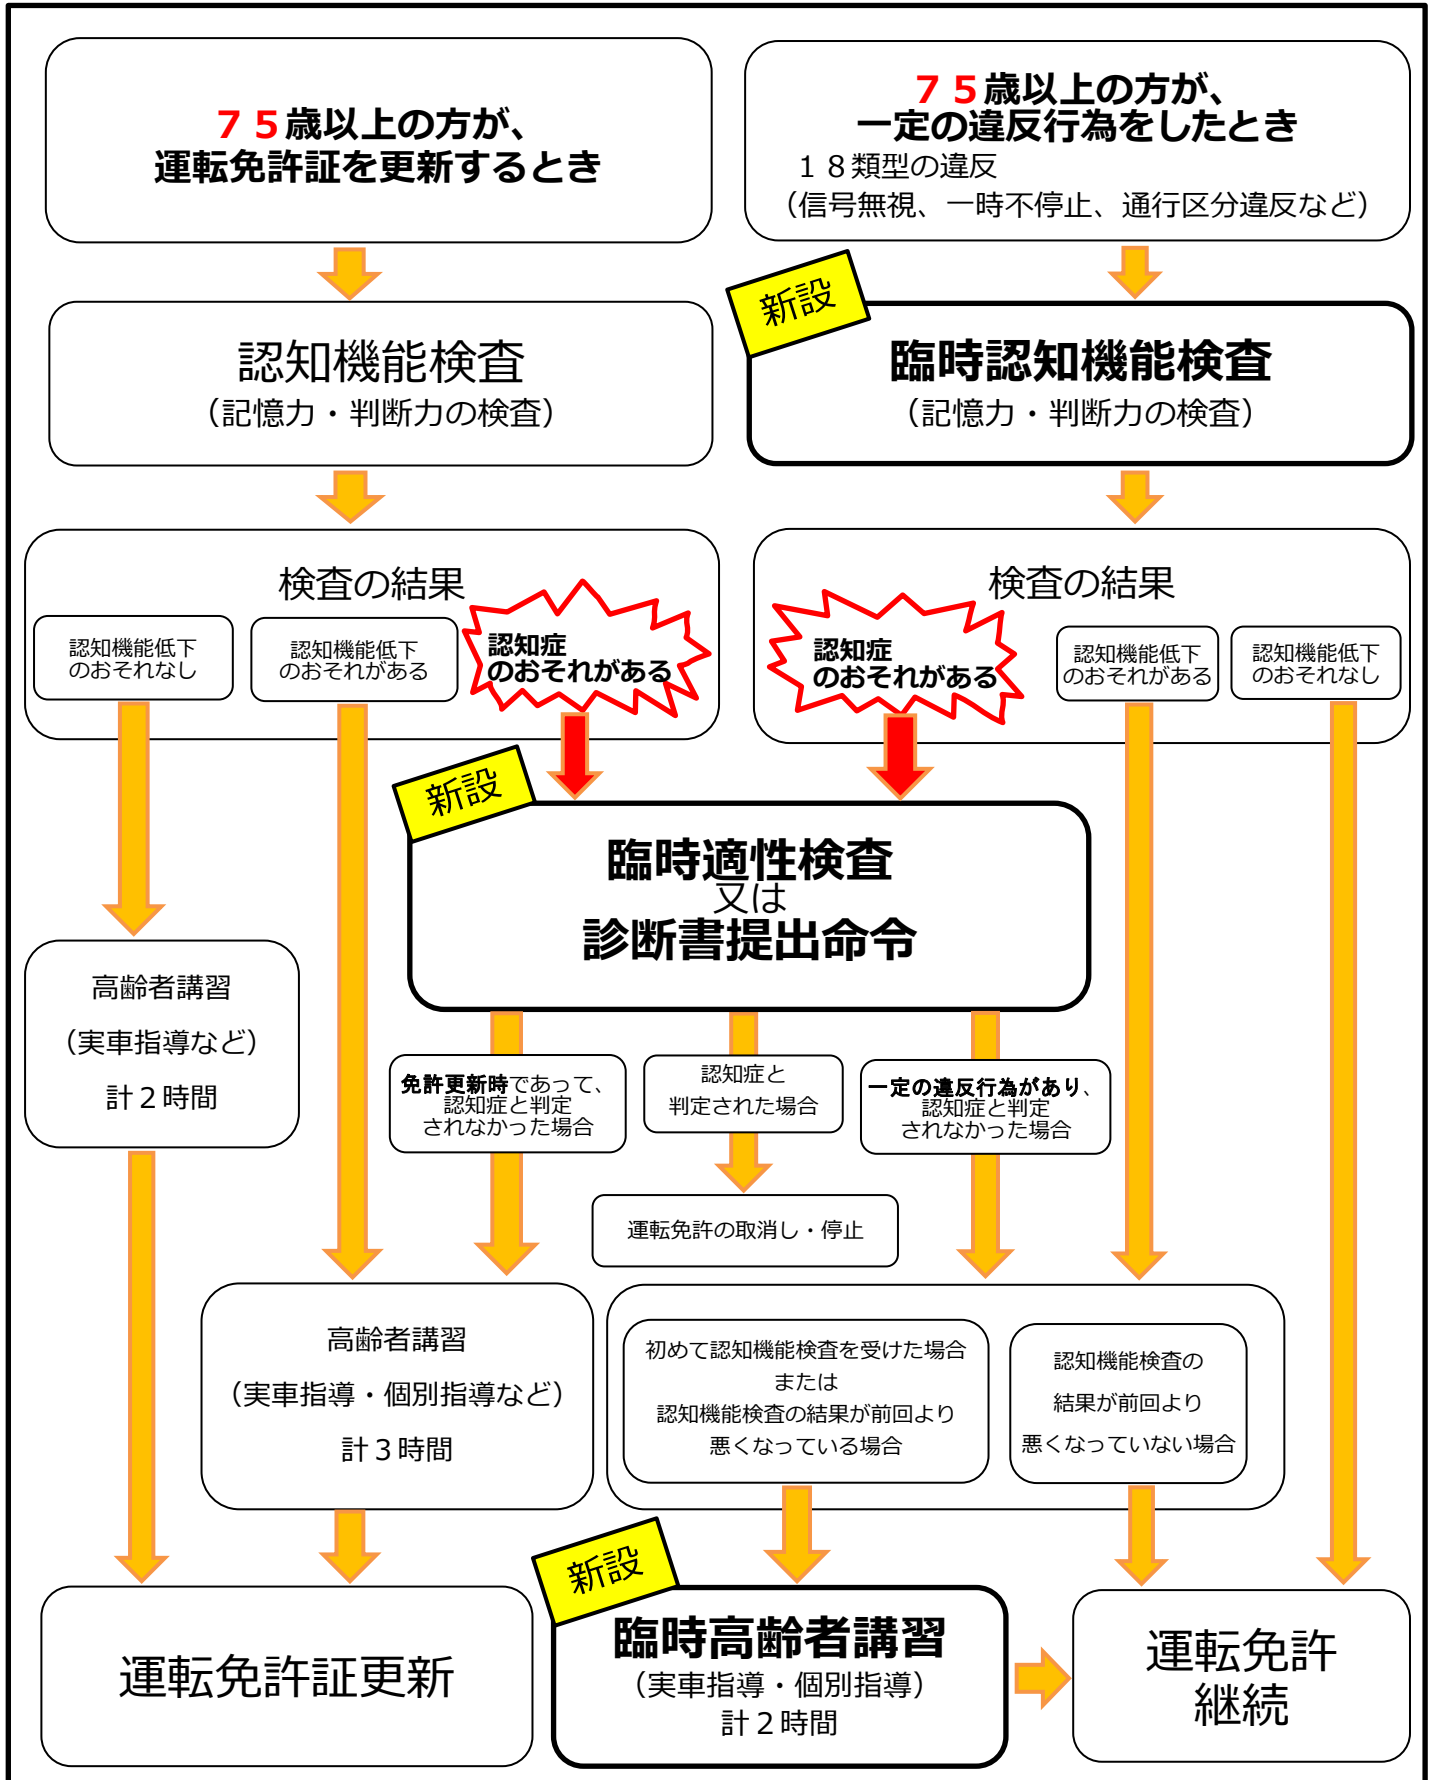 ７５歳以上の方が、
運転免許証を更新するとき
７５歳以上の方が、
一定の違反行為をしたとき
１８類型の違反
（信号無視、一時不停止、通行区分違反など）
認知機能検査
（記憶力・判断力の検査）
新設
臨時認知機能検査
（記憶力・判断力の検査）
検査の結果
認知機能低下
のおそれなし
認知機能低下
のおそれがある
認知症
のおそれがある
検査の結果
認知症
のおそれがある
認知機能低下
のおそれがある
認知機能低下
のおそれなし
新設
臨時適性検査
又は
診断書提出命令
高齢者講習
（実車指導など）
計２時間
免許更新時であって、
認知症と判定
されなかった場合
認知症と
判定された場合
一定の違反行為があり、
認知症と判定
されなかった場合
運転免許の取消し・停止
高齢者講習
（実車指導・個別指導など）
計３時間
初めて認知機能検査を受けた場合
または
認知機能検査の結果が前回より
悪くなっている場合
認知機能検査の
結果が前回より
悪くなっていない場合
運転免許証更新
新設
臨時高齢者講習
（実車指導・個別指導）
計２時間
運転免許
継続